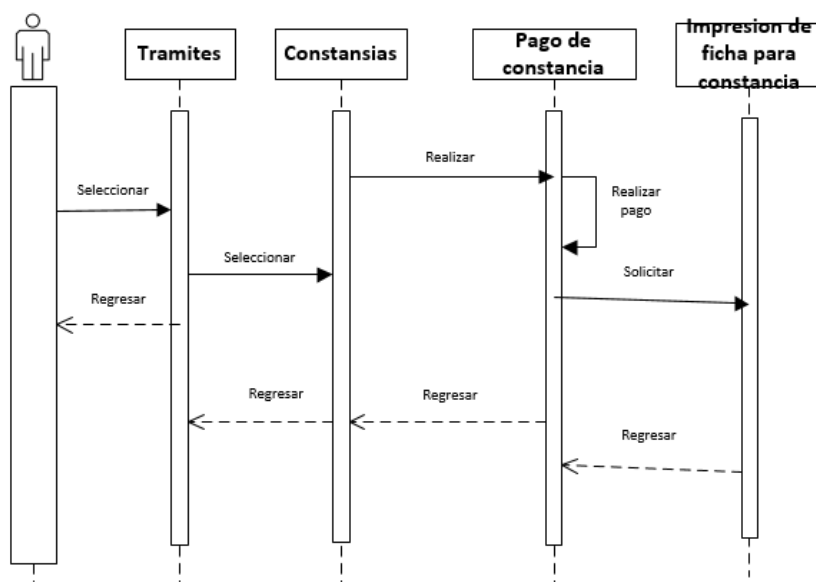 Tramites
Constansias
Pago de
constancia
Impresion de
ficha para
constancia
Realizar
Seleccionar
Realizar
pago
Seleccionar
Solicitar
Regresar
Regresar
Regresar
Regresar